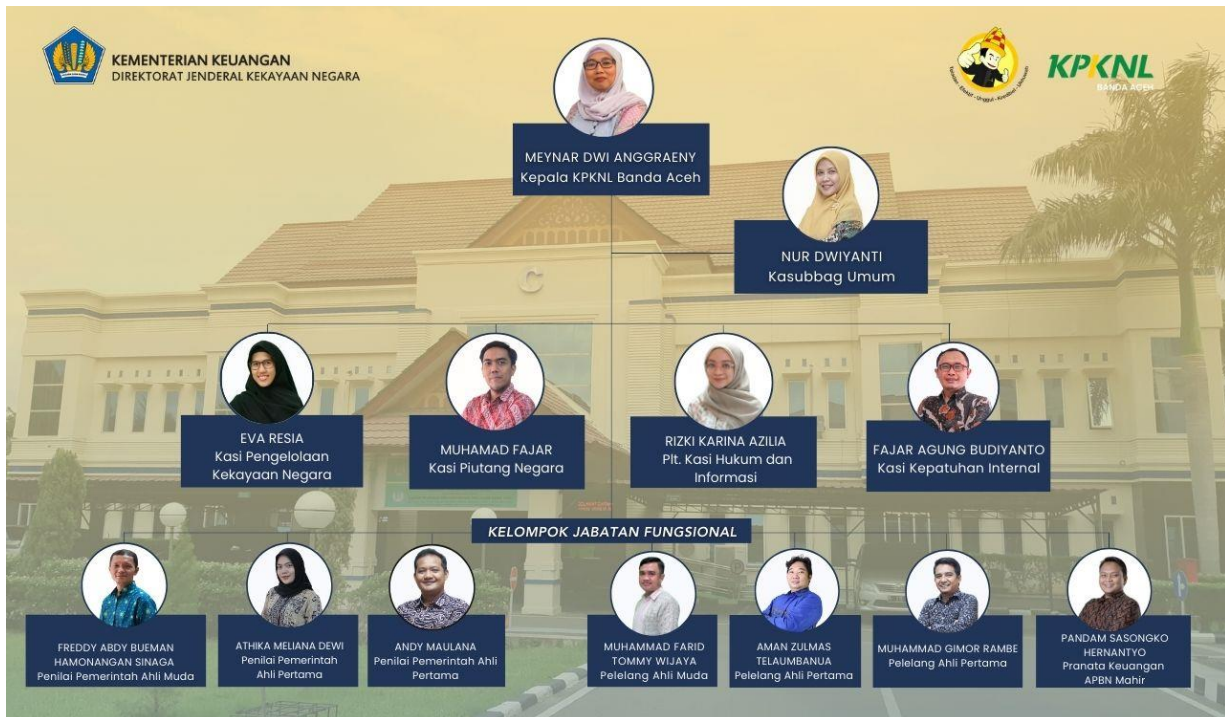 KEMENTERIAN KEUANGAN
DIREKTORAT JENDERAL KEKAYAAN NEGARA
KPKNL
BANDA ACEH
MEYNAR DWI ANGGRAENY
Kepala KPKNL Banda Aceh
NUR DWIYANTI
Kasubbag Umum
EVA RESIA
Kasi Pengelolaan
Kekayaan Negara
MUHAMAD FAJAR
Kasi Piutang Negara
RIZKI KARINA AZILIA
Plt. Kasi Hukum dan
Informasi
FAJAR AGUNG BUDIYANTO
Kasi Kepatuhan Internal
KELOMPOK JABATAN FUNGSIONAL
FREDDY ABDY BUEMAN
HAMONANGAN SINAGA
Penilai Pemerintah Ahli Muda
ATHIKA MELIANA DEWI
Penilai Pemerintah
Ahli Pertama
ANDY MAULANA
Penilai Pemerintah Ahli
Pertama
MUHAMMAD FARID
TOMMY WIJAYA
Pelelang Ahli Muda
AMAN ZULMAS
TELAUMBANUA
Pelelang Ahli Pertama
MUHAMMAD GIMOR RAMBE
Pelelang Ahli Pertama
PANDAM SASONGKO
HERNANTYO
Pranata Keuangan
APBN Mahir